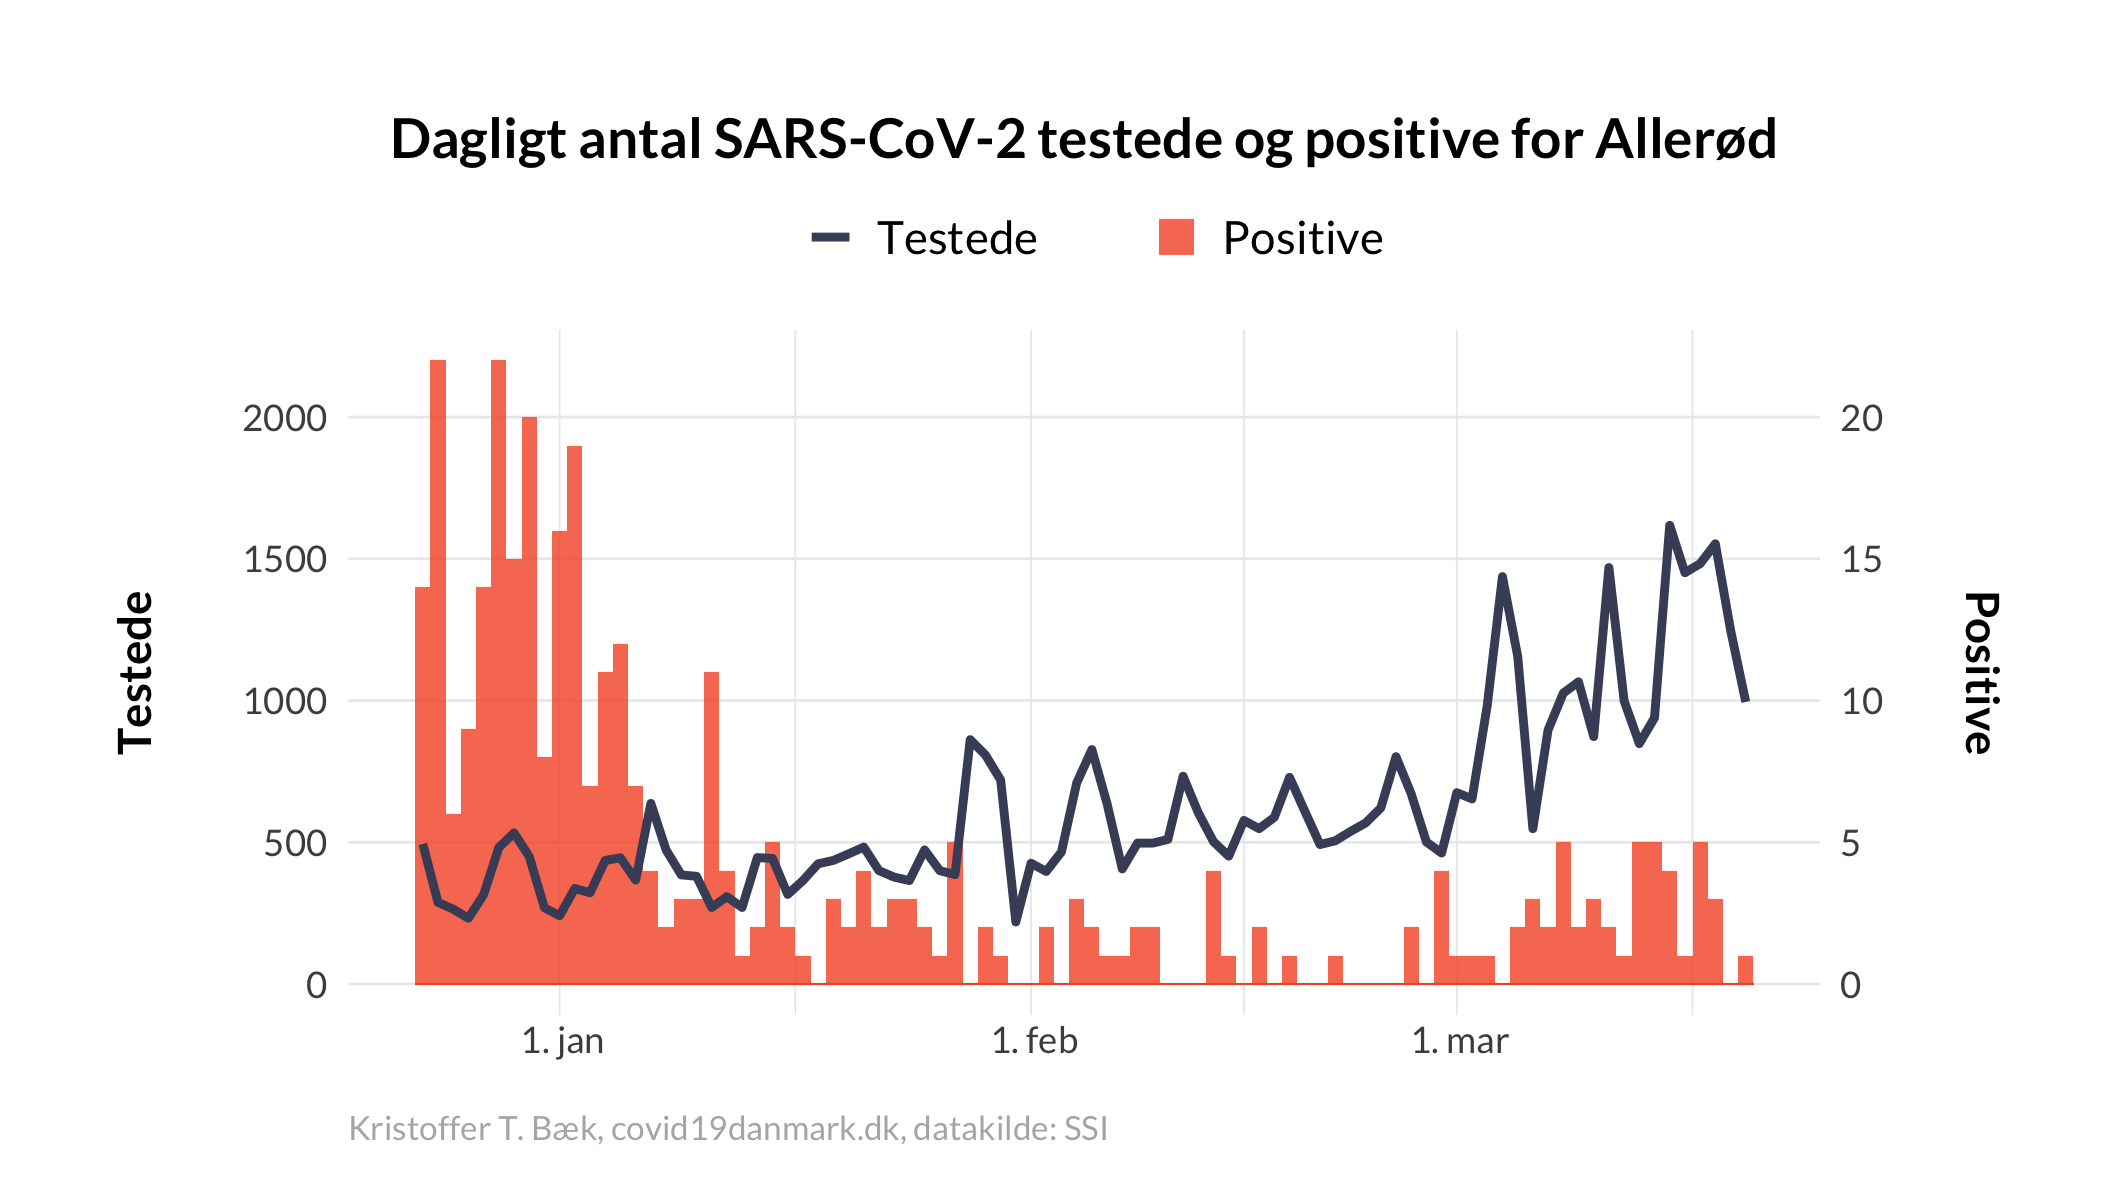 Dagligt antal SARS-CoV-2 testede og positive for Allerød
Testede
Positive
Testede
2000
1500
1000
500
0
20
15
10
5
0
Positive
1. jan
1. feb
1. mar
Kristoffer T. Bæk, covid19danmark.dk, datakilde: SSI